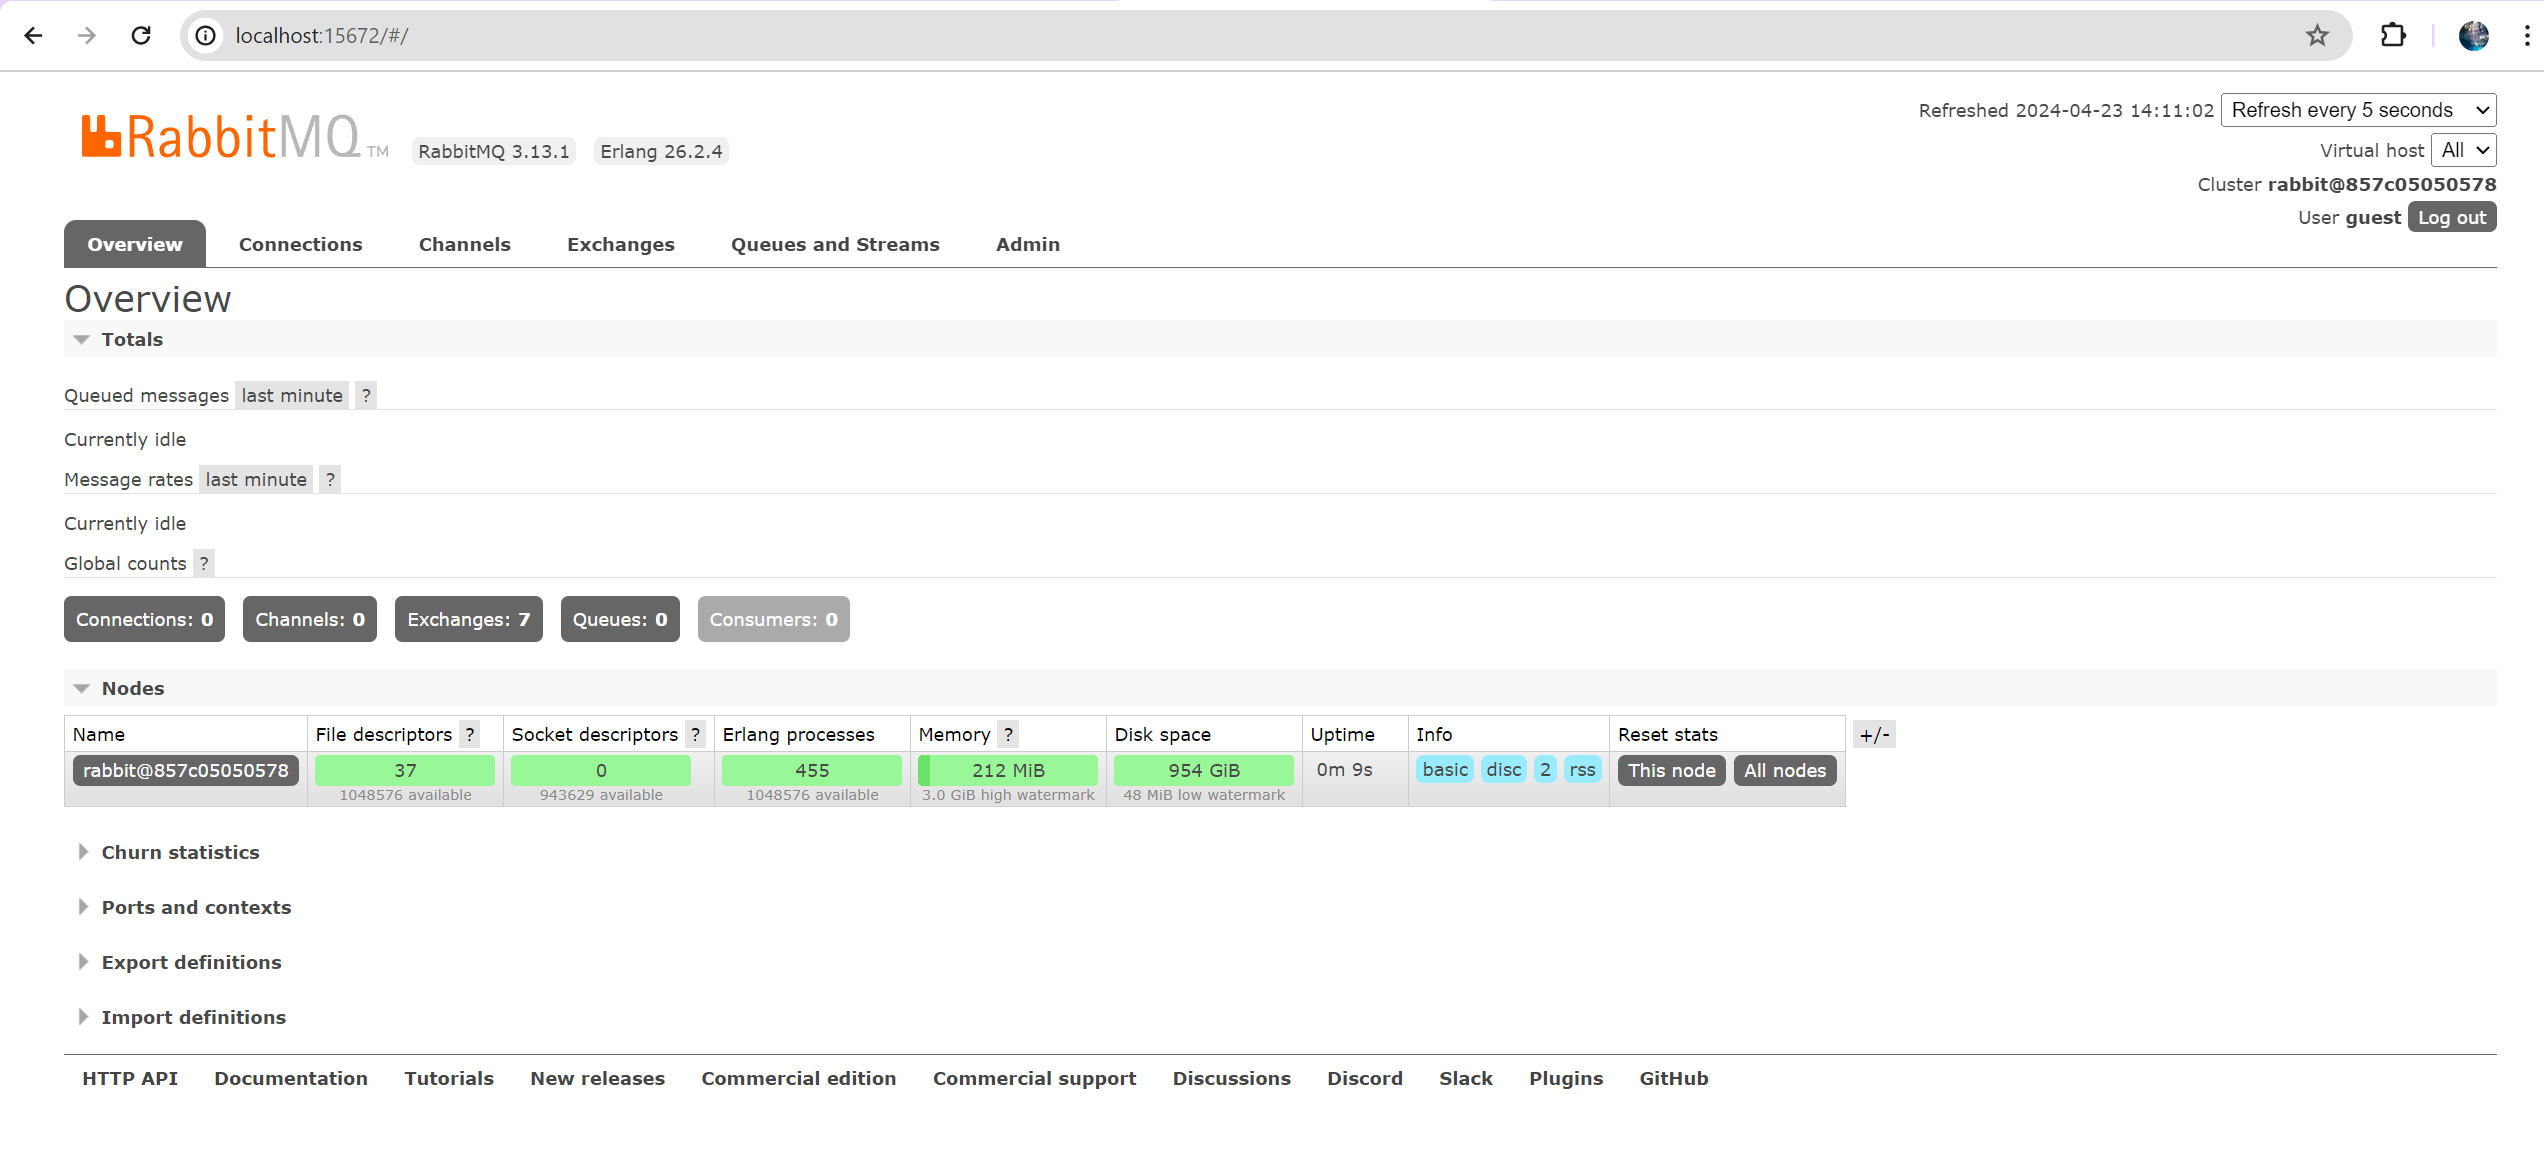 localhost:15672/#/
RabbitMQ TM RabbitMQ 3.13.1 Erlang 26.2.4
Refreshed 2024-04-23 14:11:02 Refresh every 5 seconds
Virtual host All
Cluster rabbit@857c05050578
User guest Log out
Overview Connections Channels Exchanges Queues and Streams Admin
Overview
Totals
Queued messages last minute ?
Currently idle
Message rates last minute ?
Currently idle
Global counts ?
Connections: 0 Channels: 0 Exchanges: 7 Queues: 0 Consumers: 0
Nodes
Name File descriptors ? Socket descriptors ? Erlang processes Memory ? Disk space Uptime Info Reset stats +/-
rabbit@857c05050578 37 0 455 212 MiB 954 GiB 0m 9s basic disc 2 rss This node All nodes
1048576 available 943629 available 1048576 available 3.0 GiB high watermark 48 MiB low watermark
Churn statistics
Ports and contexts
Export definitions
Import definitions
HTTP API Documentation Tutorials New releases Commercial edition Commercial support Discussions Discord Slack Plugins GitHub